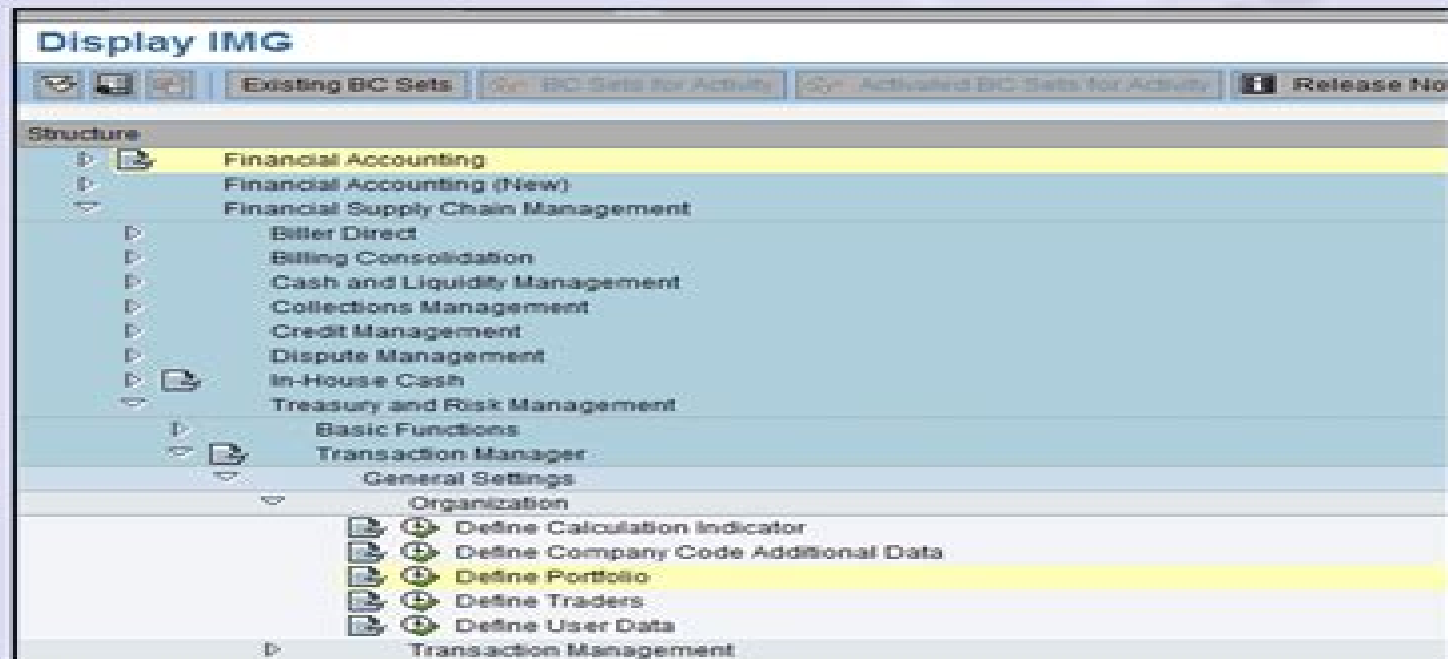 Display IMG
Existing BC Sets BC Sets for Activity Activated BC Sets for Activity Release No
Structure
Financial Accounting
Financial Accounting (New)
Financial Supply Chain Management
Biller Direct
Billing Consolidation
Cash and Liquidity Management
Collections Management
Credit Management
Dispute Management
In-House Cash
Treasury and Risk Management
Basic Functions
Transaction Manager
General Settings
Organization
Define Calculation Indicator
Define Company Code Additional Data
Define Portfolio
Define Traders
Define User Data
Transaction Management